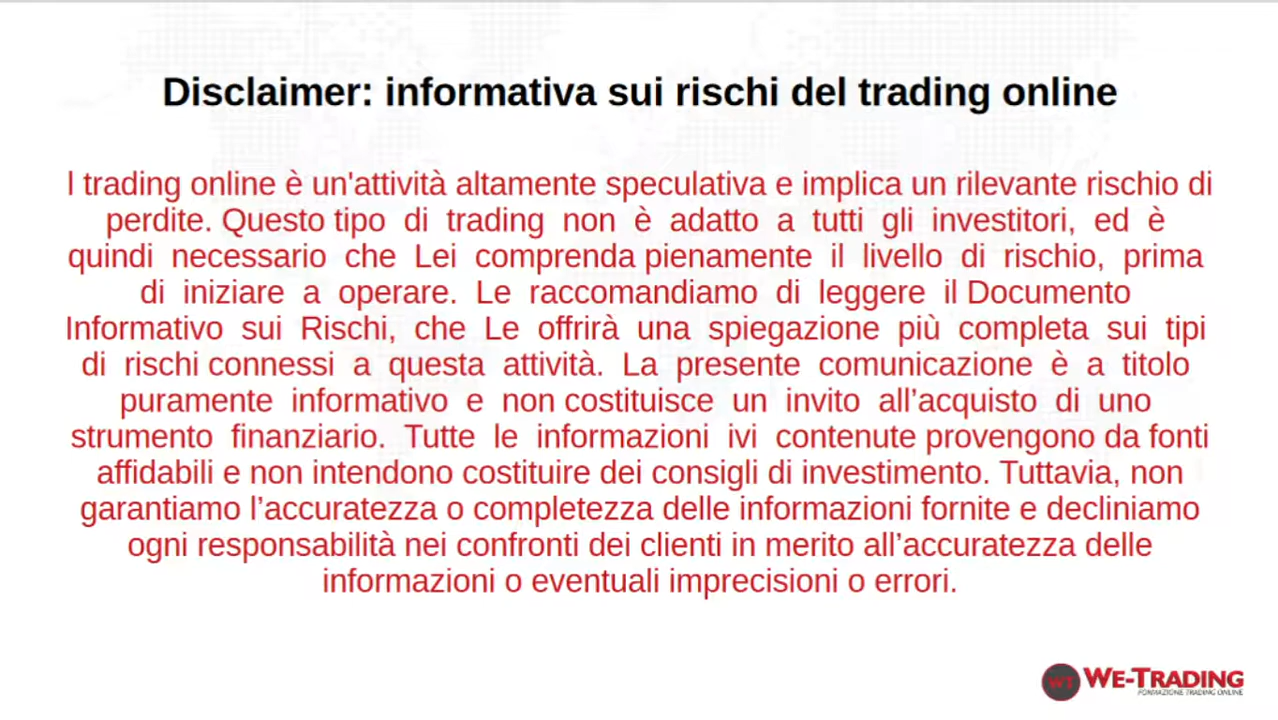 Disclaimer: informativa sui rischi del trading online
l trading online è un'attività altamente speculativa e implica un rilevante rischio di
perdite. Questo tipo di trading non è adatto a tutti gli investitori, ed è
quindi necessario che Lei comprenda pienamente il livello di rischio, prima
di iniziare a operare. Le raccomandiamo di leggere il Documento
Informativo sui Rischi, che Le offrirà una spiegazione più completa sui tipi
di rischi connessi a questa attività. La presente comunicazione è a titolo
puramente informativo e non costituisce un invito all’acquisto di uno
strumento finanziario. Tutte le informazioni ivi contenute provengono da fonti
affidabili e non intendono costituire dei consigli di investimento. Tuttavia, non
garantiamo l’accuratezza o completezza delle informazioni fornite e decliniamo
ogni responsabilità nei confronti dei clienti in merito all’accuratezza delle
informazioni o eventuali imprecisioni o errori.
WT WE-TRADING
FORMAZIONE TRADING ONLINE